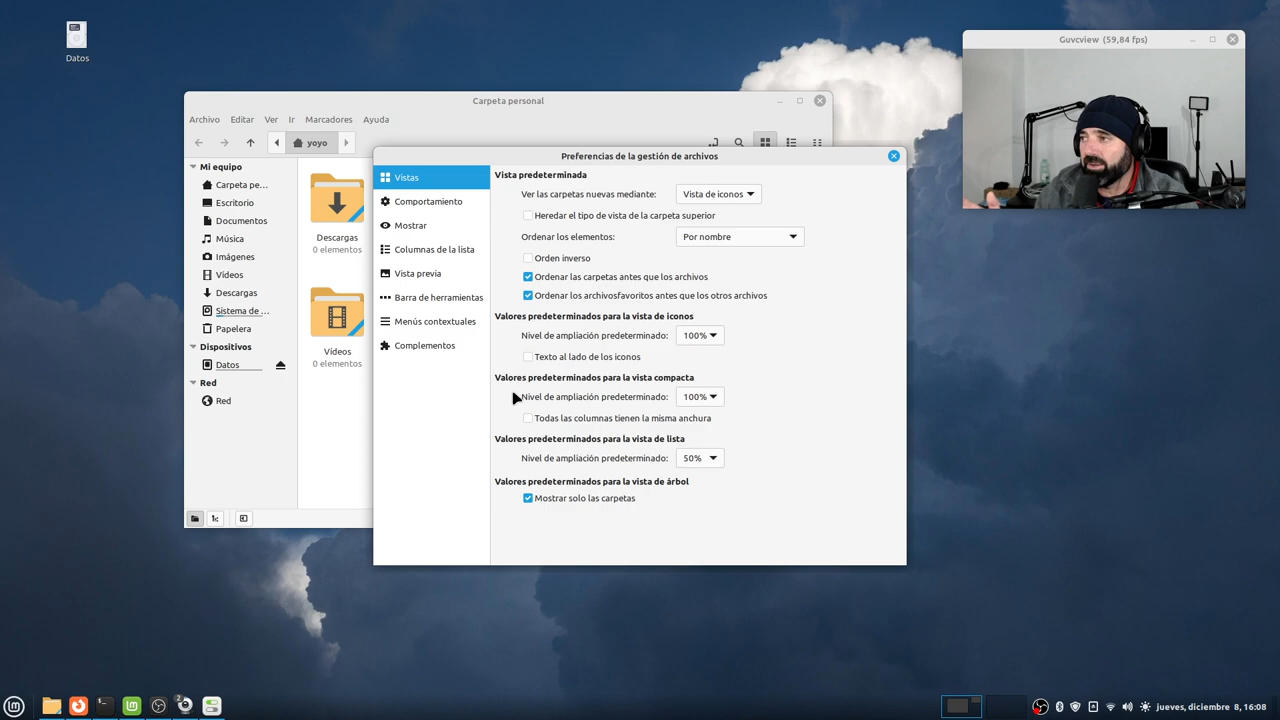 Datos
Guvcview (59,84 fps)
Carpeta personal
Archivo Editar Ver Ir Marcadores Ayuda
yoyo
Mi equipo
Carpeta pe...
Escritorio
Documentos
Música
Imágenes
Vídeos
Descargas
Sistema de ...
Papelera
Dispositivos
Datos
Red
Red
Descargas
0 elementos
Vídeos
0 elementos
Preferencias de la gestión de archivos
Vistas
Comportamiento
Mostrar
Columnas de la lista
Vista previa
Barra de herramientas
Menús contextuales
Complementos
Vista predeterminada
Ver las carpetas nuevas mediante: Vista de iconos
Heredar el tipo de vista de la carpeta superior
Ordenar los elementos: Por nombre
Orden inverso
Ordenar las carpetas antes que los archivos
Ordenar los archivosfavoritos antes que los otros archivos
Valores predeterminados para la vista de iconos
Nivel de ampliación predeterminado: 100%
Texto al lado de los iconos
Valores predeterminados para la vista compacta
Nivel de ampliación predeterminado: 100%
Todas las columnas tienen la misma anchura
Valores predeterminados para la vista de lista
Nivel de ampliación predeterminado: 50%
Valores predeterminados para la vista de árbol
Mostrar solo las carpetas
2
jueves, diciembre 8, 16:08